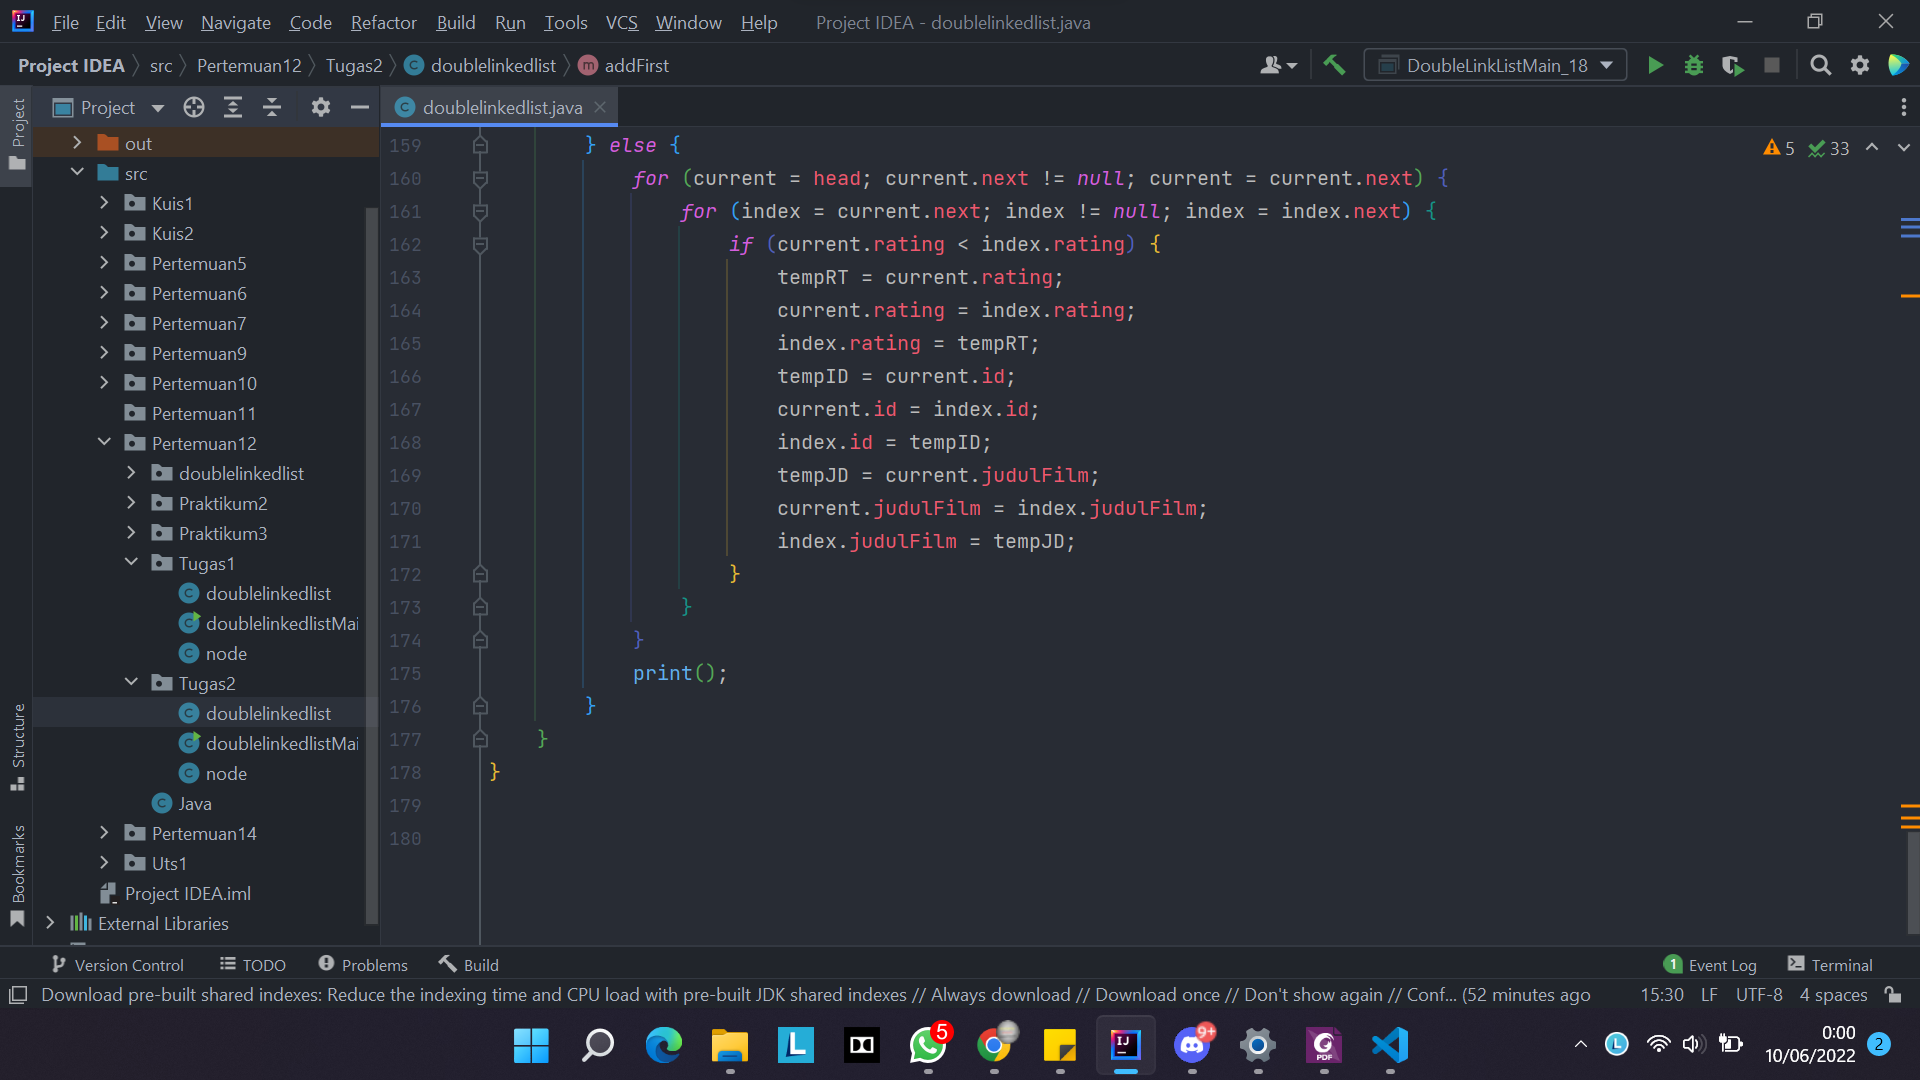 File Edit View Navigate Code Refactor Build Run Tools VCS Window Help Project IDEA - doublelinkedlist.java
Project IDEA src Pertemuan12 Tugas2 doublelinkedlist addFirst DoubleLinkListMain_18
Project doublelinkedlist.java
Project
out
src
Kuis1
Kuis2
Pertemuan5
Pertemuan6
Pertemuan7
Pertemuan9
Pertemuan10
Pertemuan11
Pertemuan12
doublelinkedlist
Praktikum2
Praktikum3
Tugas1
doublelinkedlist
doublelinkedlistMai
node
Tugas2
doublelinkedlist
doublelinkedlistMai
node
Java
Pertemuan14
Uts1
Project IDEA.iml
External Libraries
Structure
Bookmarks
159 } else {
160 for (current = head; current.next != null; current = current.next) {
161 for (index = current.next; index != null; index = index.next) {
162 if (current.rating < index.rating) {
163 tempRT = current.rating;
164 current.rating = index.rating;
165 index.rating = tempRT;
166 tempID = current.id;
167 current.id = index.id;
168 index.id = tempID;
169 tempJD = current.judulFilm;
170 current.judulFilm = index.judulFilm;
171 index.judulFilm = tempJD;
172 }
173 }
174 }
175 print();
176 }
177 }
178 }
179
180
5 33
Version Control TODO Problems Build 1 Event Log Terminal
Download pre-built shared indexes: Reduce the indexing time and CPU load with pre-built JDK shared indexes // Always download // Download once // Don't show again // Conf... (52 minutes ago 15:30 LF UTF-8 4 spaces
L 5 IJ 9+ PDF L 0:00 2
10/06/2022